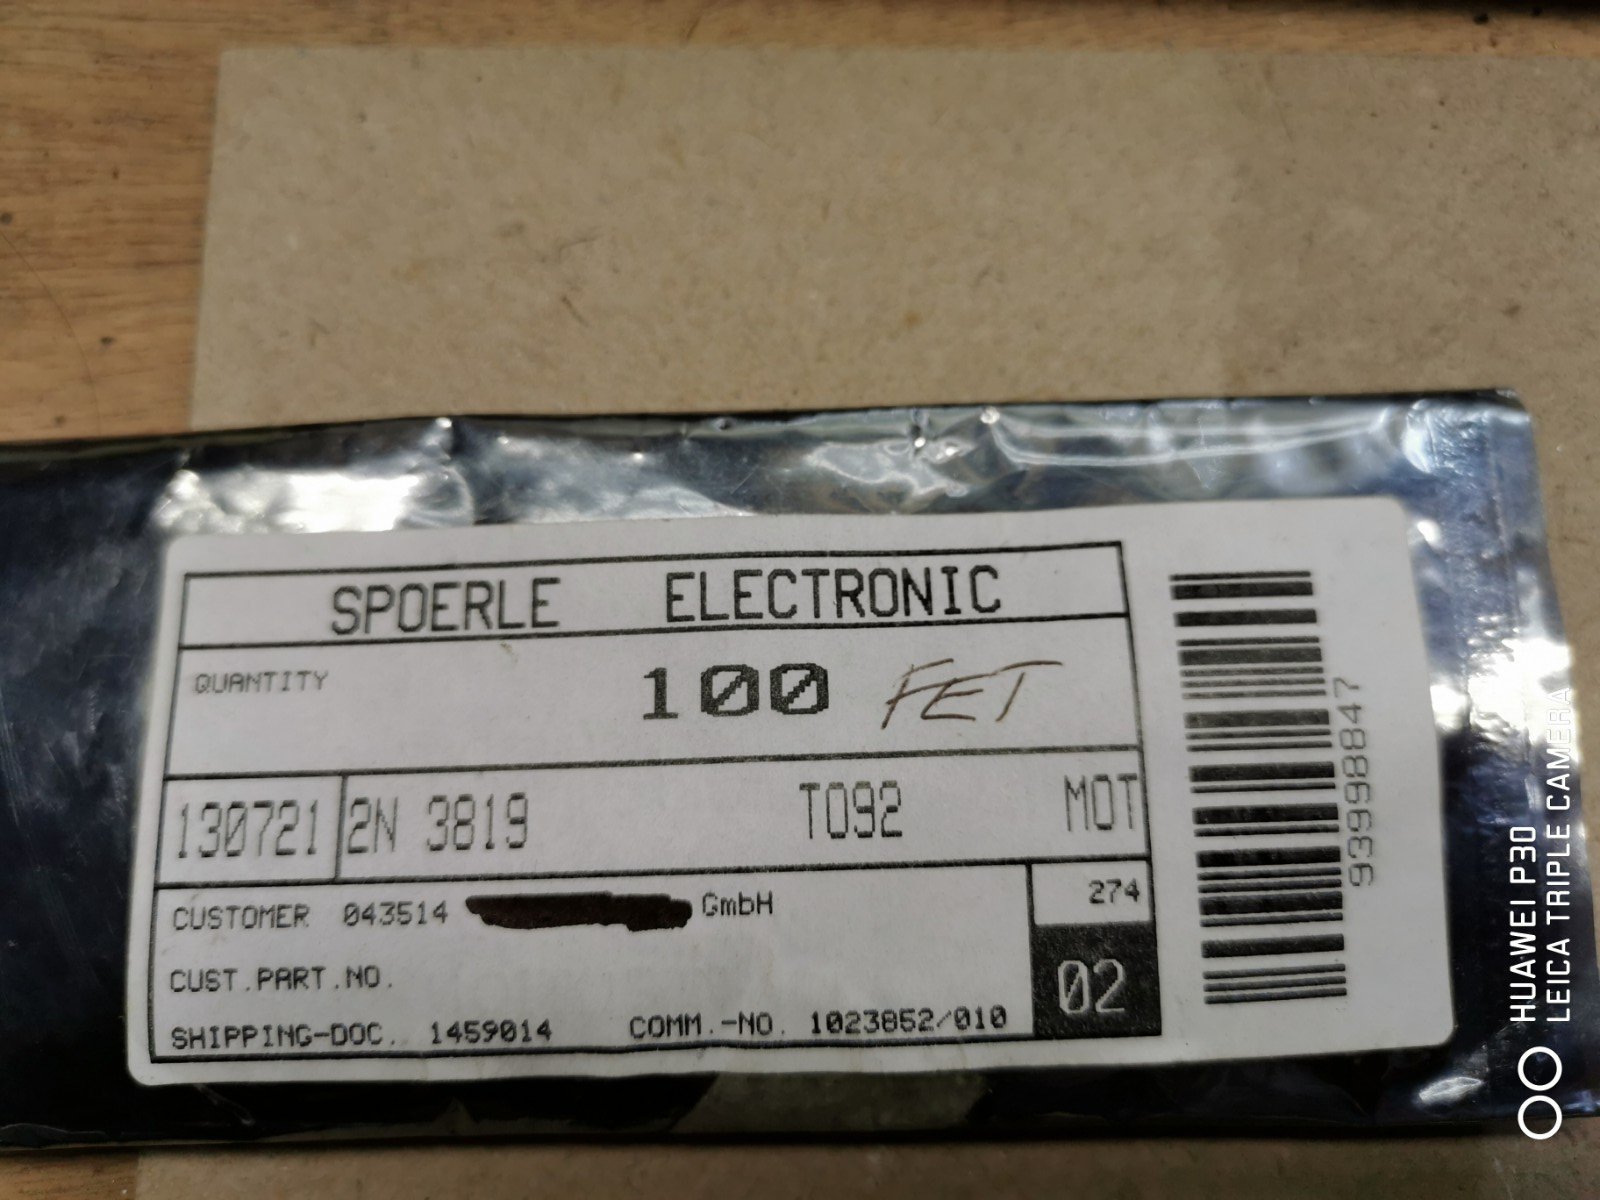 SPOERLE ELECTRONIC
QUANTITY 100 FET
130721 2N 3819 TO92 MOT
CUSTOMER 043514 GmbH 274
CUST.PART.NO. 02
SHIPPING-DOC. 1459014 COMM.-NO. 1023852/010
93998847
HUAWEI P30
LEICA TRIPLE CAMERA